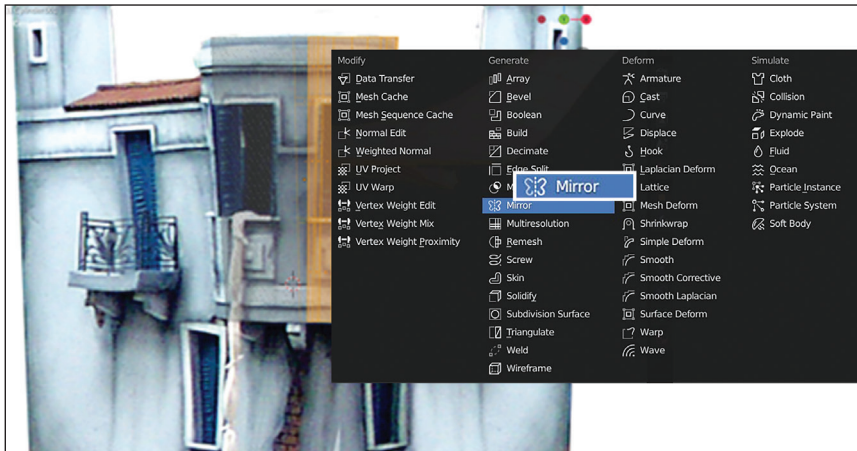 Modify
Data Transfer
Mesh Cache
Mesh Sequence Cache
Normal Edit
Weighted Normal
UV Project
UV Warp
Vertex Weight Edit
Vertex Weight Mix
Vertex Weight Proximity
Generate
Array
Bevel
Boolean
Build
Decimate
Edge Split
Mirror
Mirror
Multiresolution
Remesh
Screw
Skin
Solidify
Subdivision Surface
Triangulate
Weld
Wireframe
Deform
Armature
Cast
Curve
Displace
Hook
Laplacian Deform
Lattice
Mesh Deform
Shrinkwrap
Simple Deform
Smooth
Smooth Corrective
Smooth Laplacian
Surface Deform
Warp
Wave
Simulate
Cloth
Collision
Dynamic Paint
Explode
Fluid
Ocean
Particle Instance
Particle System
Soft Body